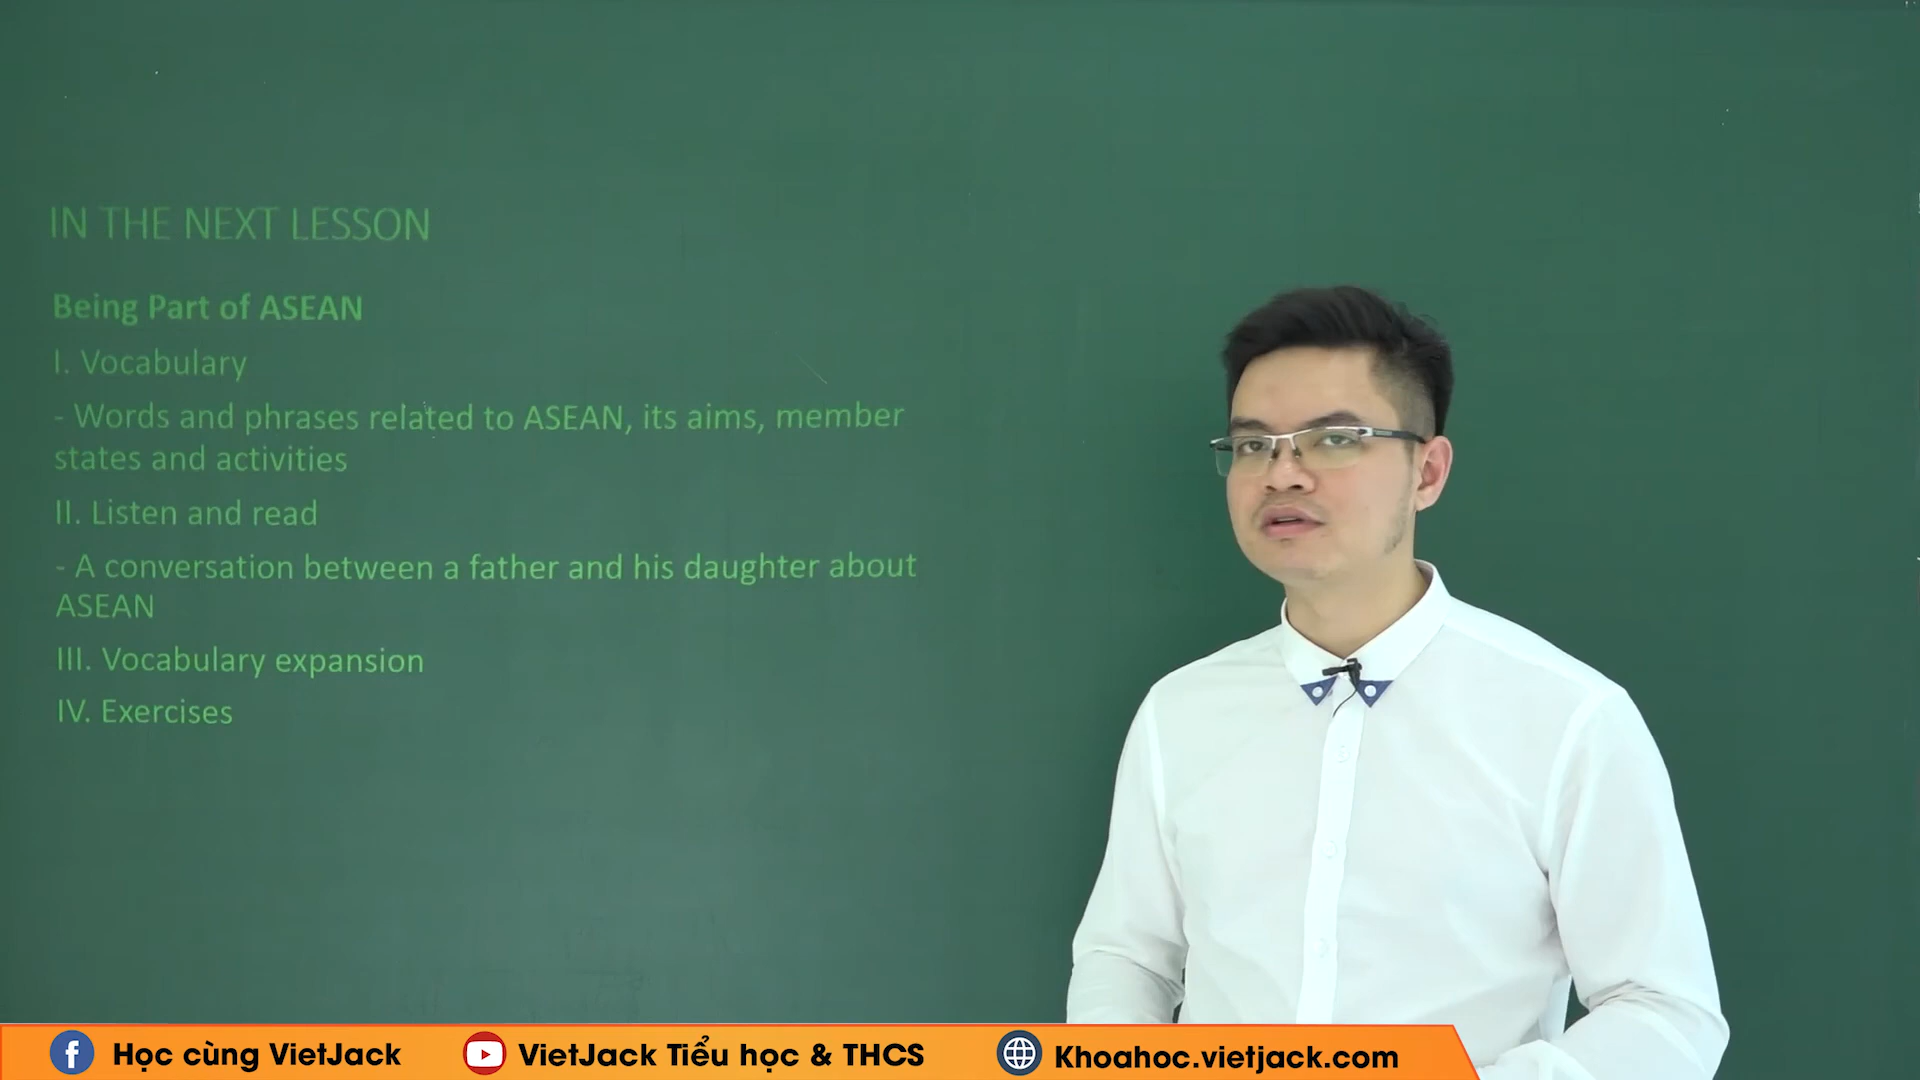 IN THE NEXT LESSON
Being Part of ASEAN
I. Vocabulary
- Words and phrases related to ASEAN, its aims, member
states and activities
II. Listen and read
- A conversation between a father and his daughter about
ASEAN
III. Vocabulary expansion
IV. Exercises
Học cùng VietJack
VietJack Tiểu học & THCS
Khoahoc.vietjack.com